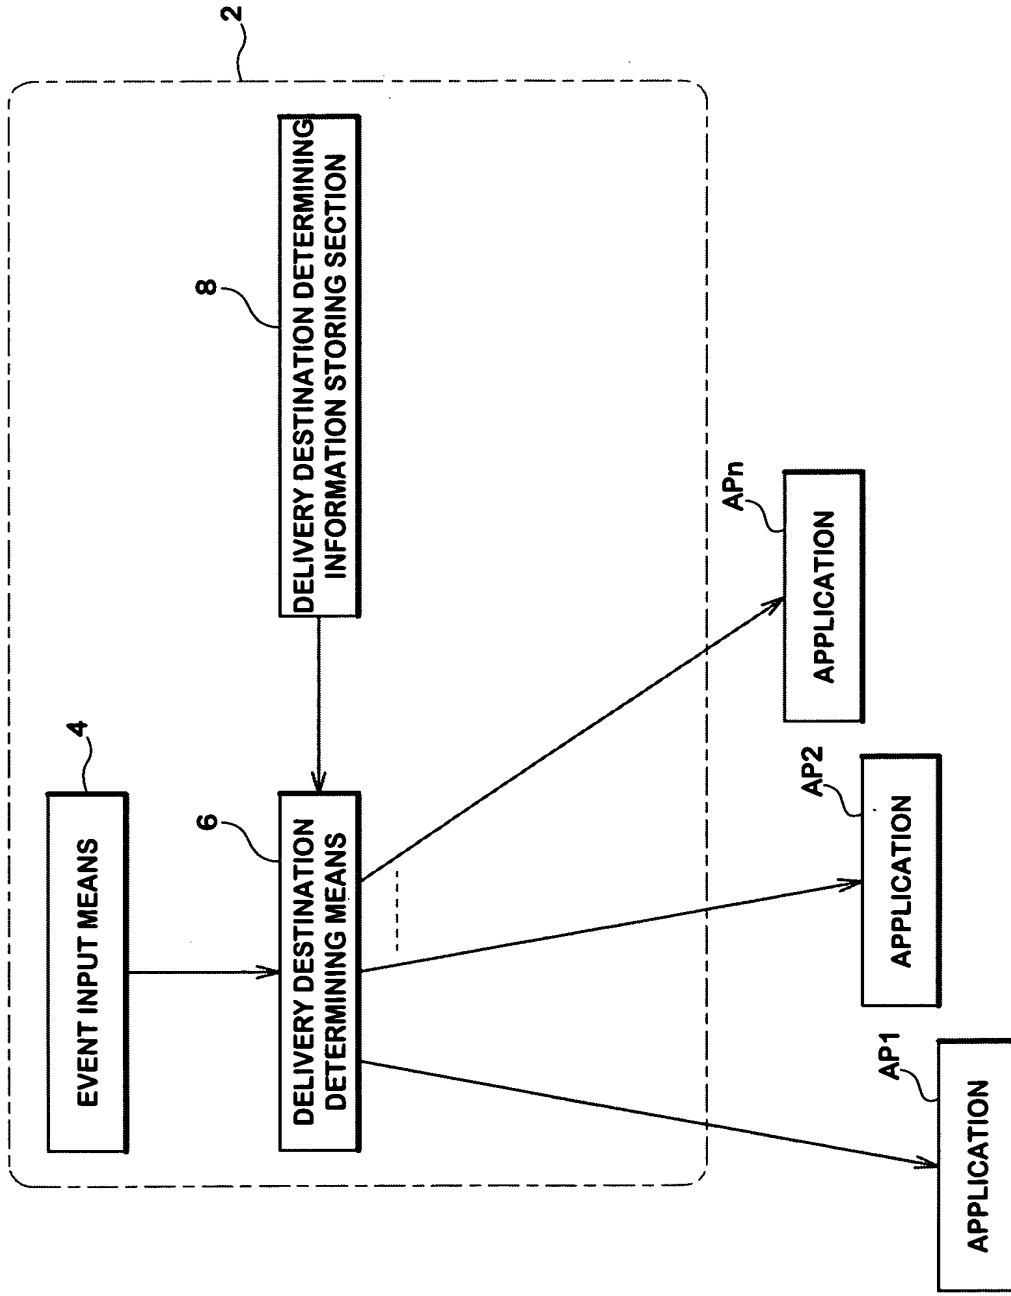 2
4
EVENT INPUT MEANS
6
DELIVERY DESTINATION
DETERMINING MEANS
8
DELIVERY DESTINATION DETERMINING
INFORMATION STORING SECTION
AP1
APPLICATION
AP2
APPLICATION
APn
APPLICATION